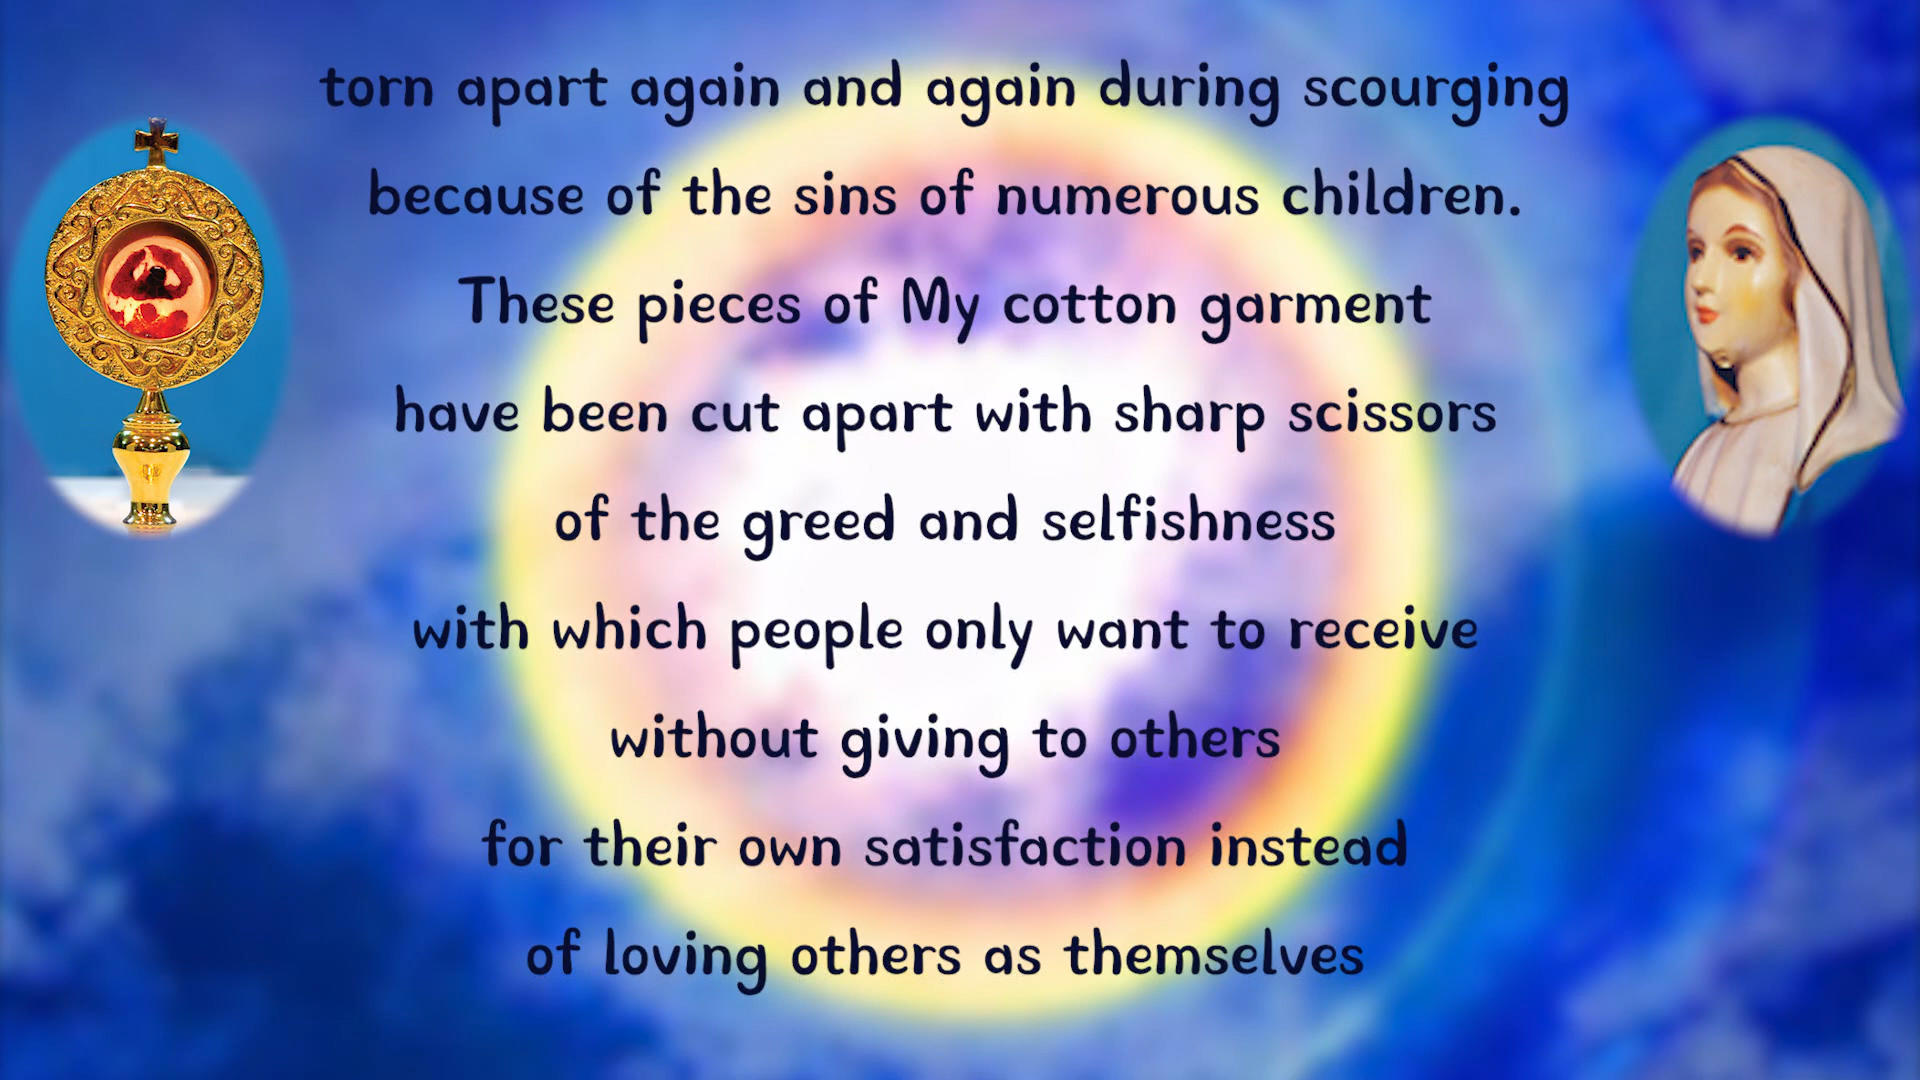 torn apart again and again during scourging
because of the sins of numerous children.
These pieces of My cotton garment
have been cut apart with sharp scissors
of the greed and selfishness
with which people only want to receive
without giving to others
for their own satisfaction instead
of loving others as themselves